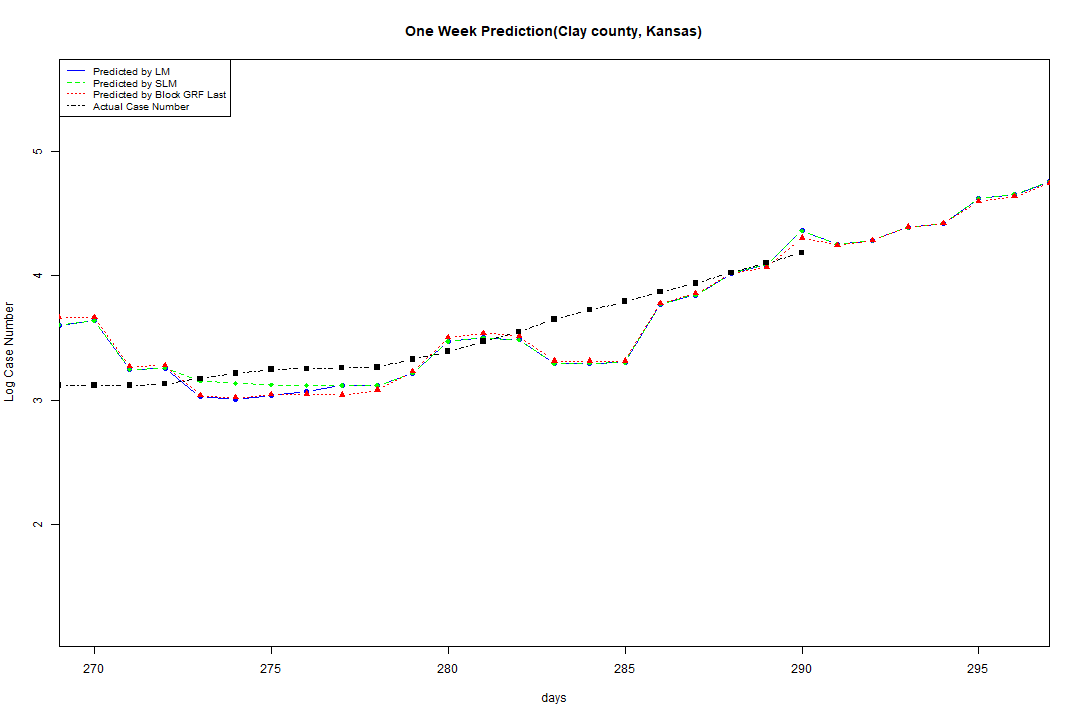 One Week Prediction(Clay county, Kansas)
Predicted by LM
Predicted by SLM
Predicted by Block GRF Last
Actual Case Number
5
4
3
2
Log Case Number
270 275 280 285 290 295
days